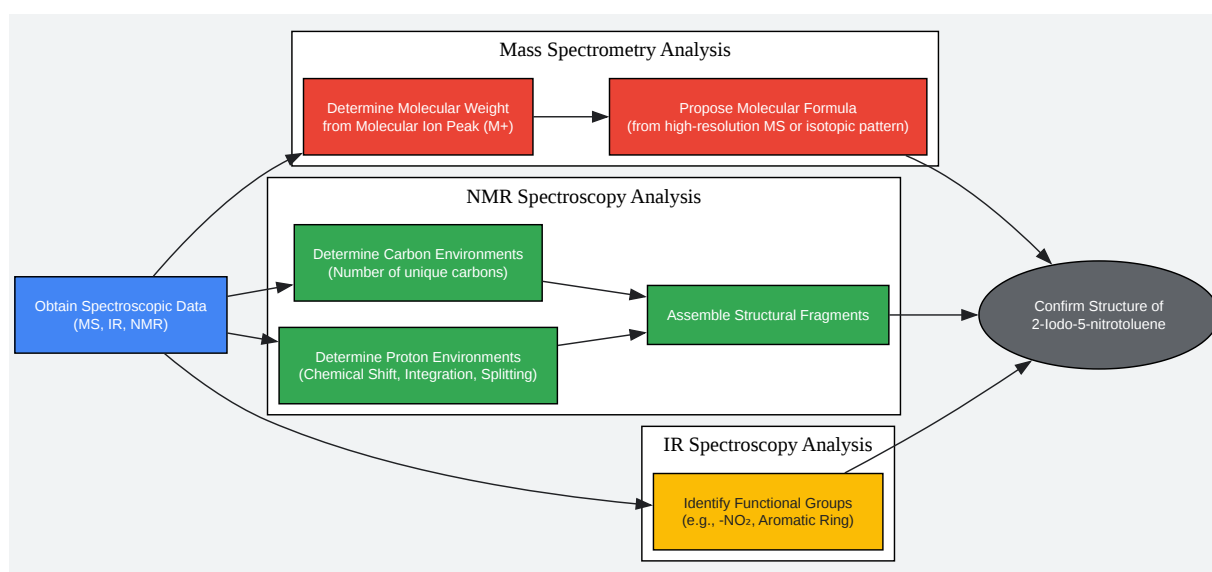 Mass Spectrometry Analysis
Determine Molecular Weight
from Molecular Ion Peak (M+)
Propose Molecular Formula
(from high-resolution MS or isotopic pattern)
NMR Spectroscopy Analysis
Determine Carbon Environments
(Number of unique carbons)
Obtain Spectroscopic Data
(MS, IR, NMR)
Assemble Structural Fragments
Confirm Structure of
2-Iodo-5-nitrotoluene
Determine Proton Environments
(Chemical Shift, Integration, Splitting)
IR Spectroscopy Analysis
Identify Functional Groups
(e.g., -NO₂, Aromatic Ring)